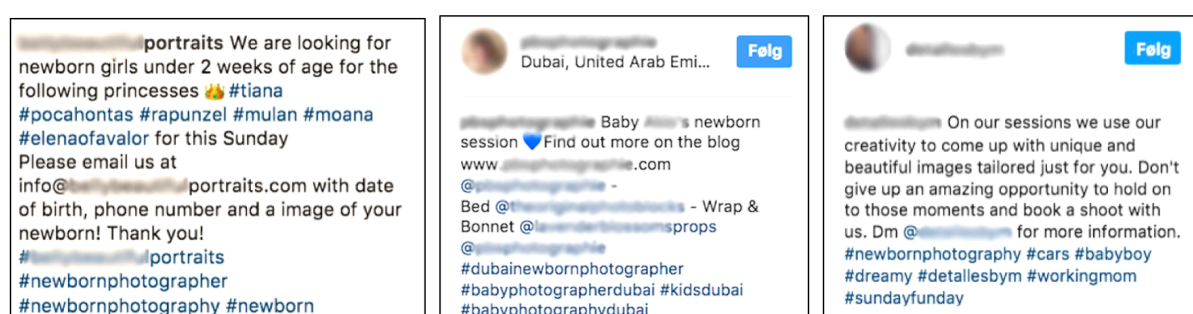 portraits We are looking for
newborn girls under 2 weeks of age for the
following princesses 👑 #tiana
#pocahontas #rapunzel #mulan #moana
#elenaofavalor for this Sunday
Please email us at
info@ portraits.com with date
of birth, phone number and a image of your
newborn! Thank you!
# portraits
#newbornphotographer
#newbornphotography #newborn
Dubai, United Arab Emi...
Følg
Baby newborn
session 💙Find out more on the blog
www. .com
@ -
Bed @ - Wrap &
Bonnet @ props
@
#dubainewbornphotographer
#babyphotographerdubai #kidsdubai
#babyphotographydubai
Følg
On our sessions we use our
creativity to come up with unique and
beautiful images tailored just for you. Don't
give up an amazing opportunity to hold on
to those moments and book a shoot with
us. Dm @ for more information.
#newbornphotography #cars #babyboy
#dreamy #detallesbym #workingmom
#sundayfunday